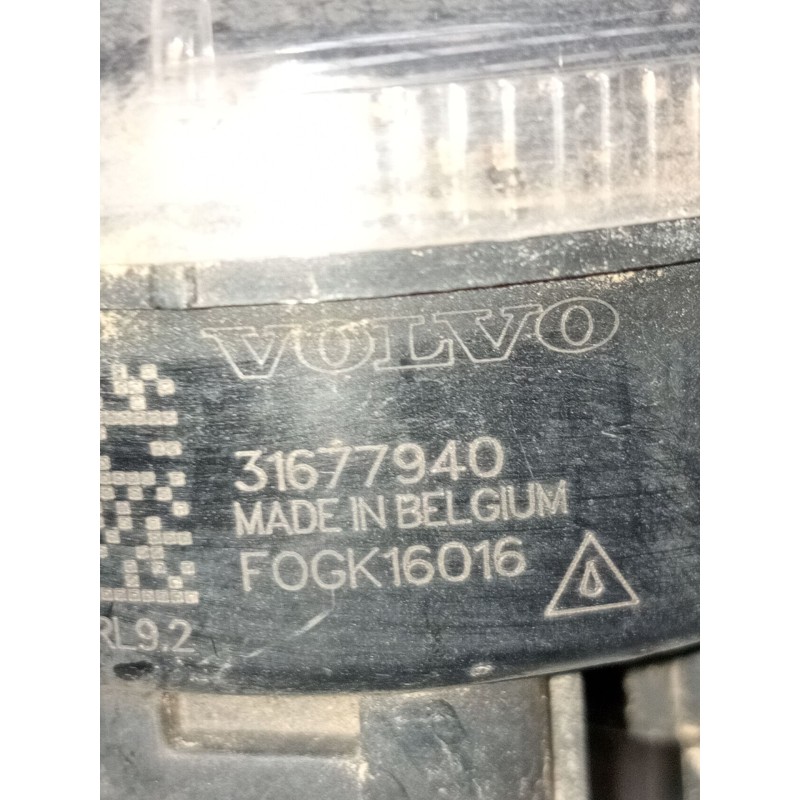 VOLVO
31677940
MADE IN BELGIUM
FOGK16016
RL9.2